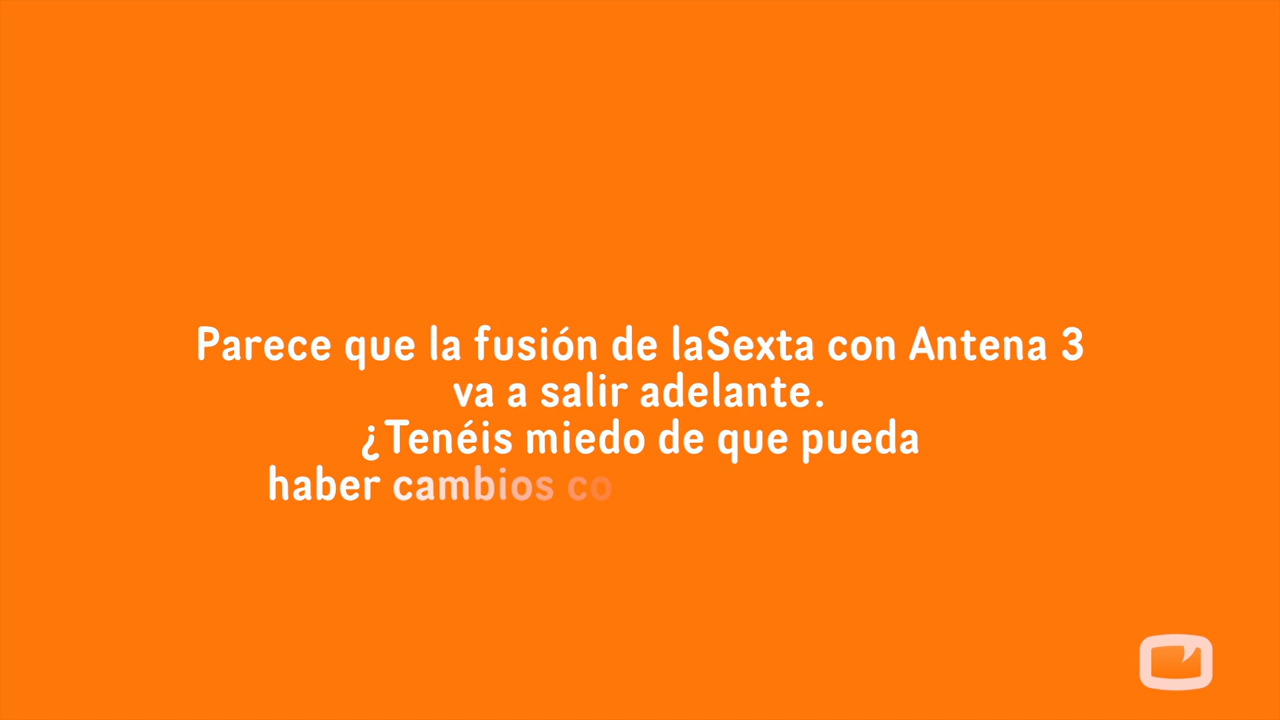 Parece que la fusión de laSexta con Antena 3
va a salir adelante.
¿Tenéis miedo de que pueda
haber cambios co